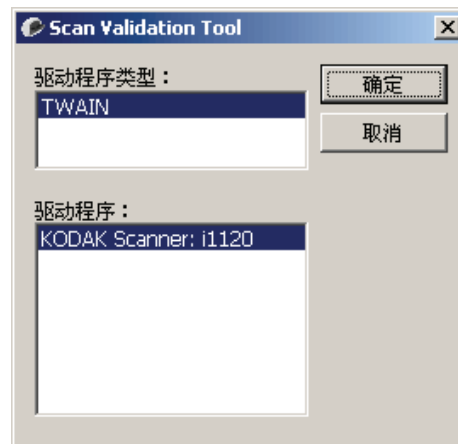 Scan Validation Tool
驱动程序类型：
TWAIN
确定
取消
驱动程序：
KODAK Scanner: i1120